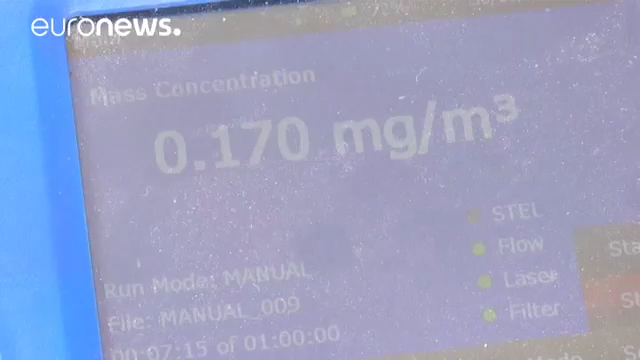 euronews.
Mass Concentration
0.170 mg/m³
STEL
Flow
Laser
Filter
Run Mode: MANUAL
File: MANUAL_009
00:07:15 of 01:00:00